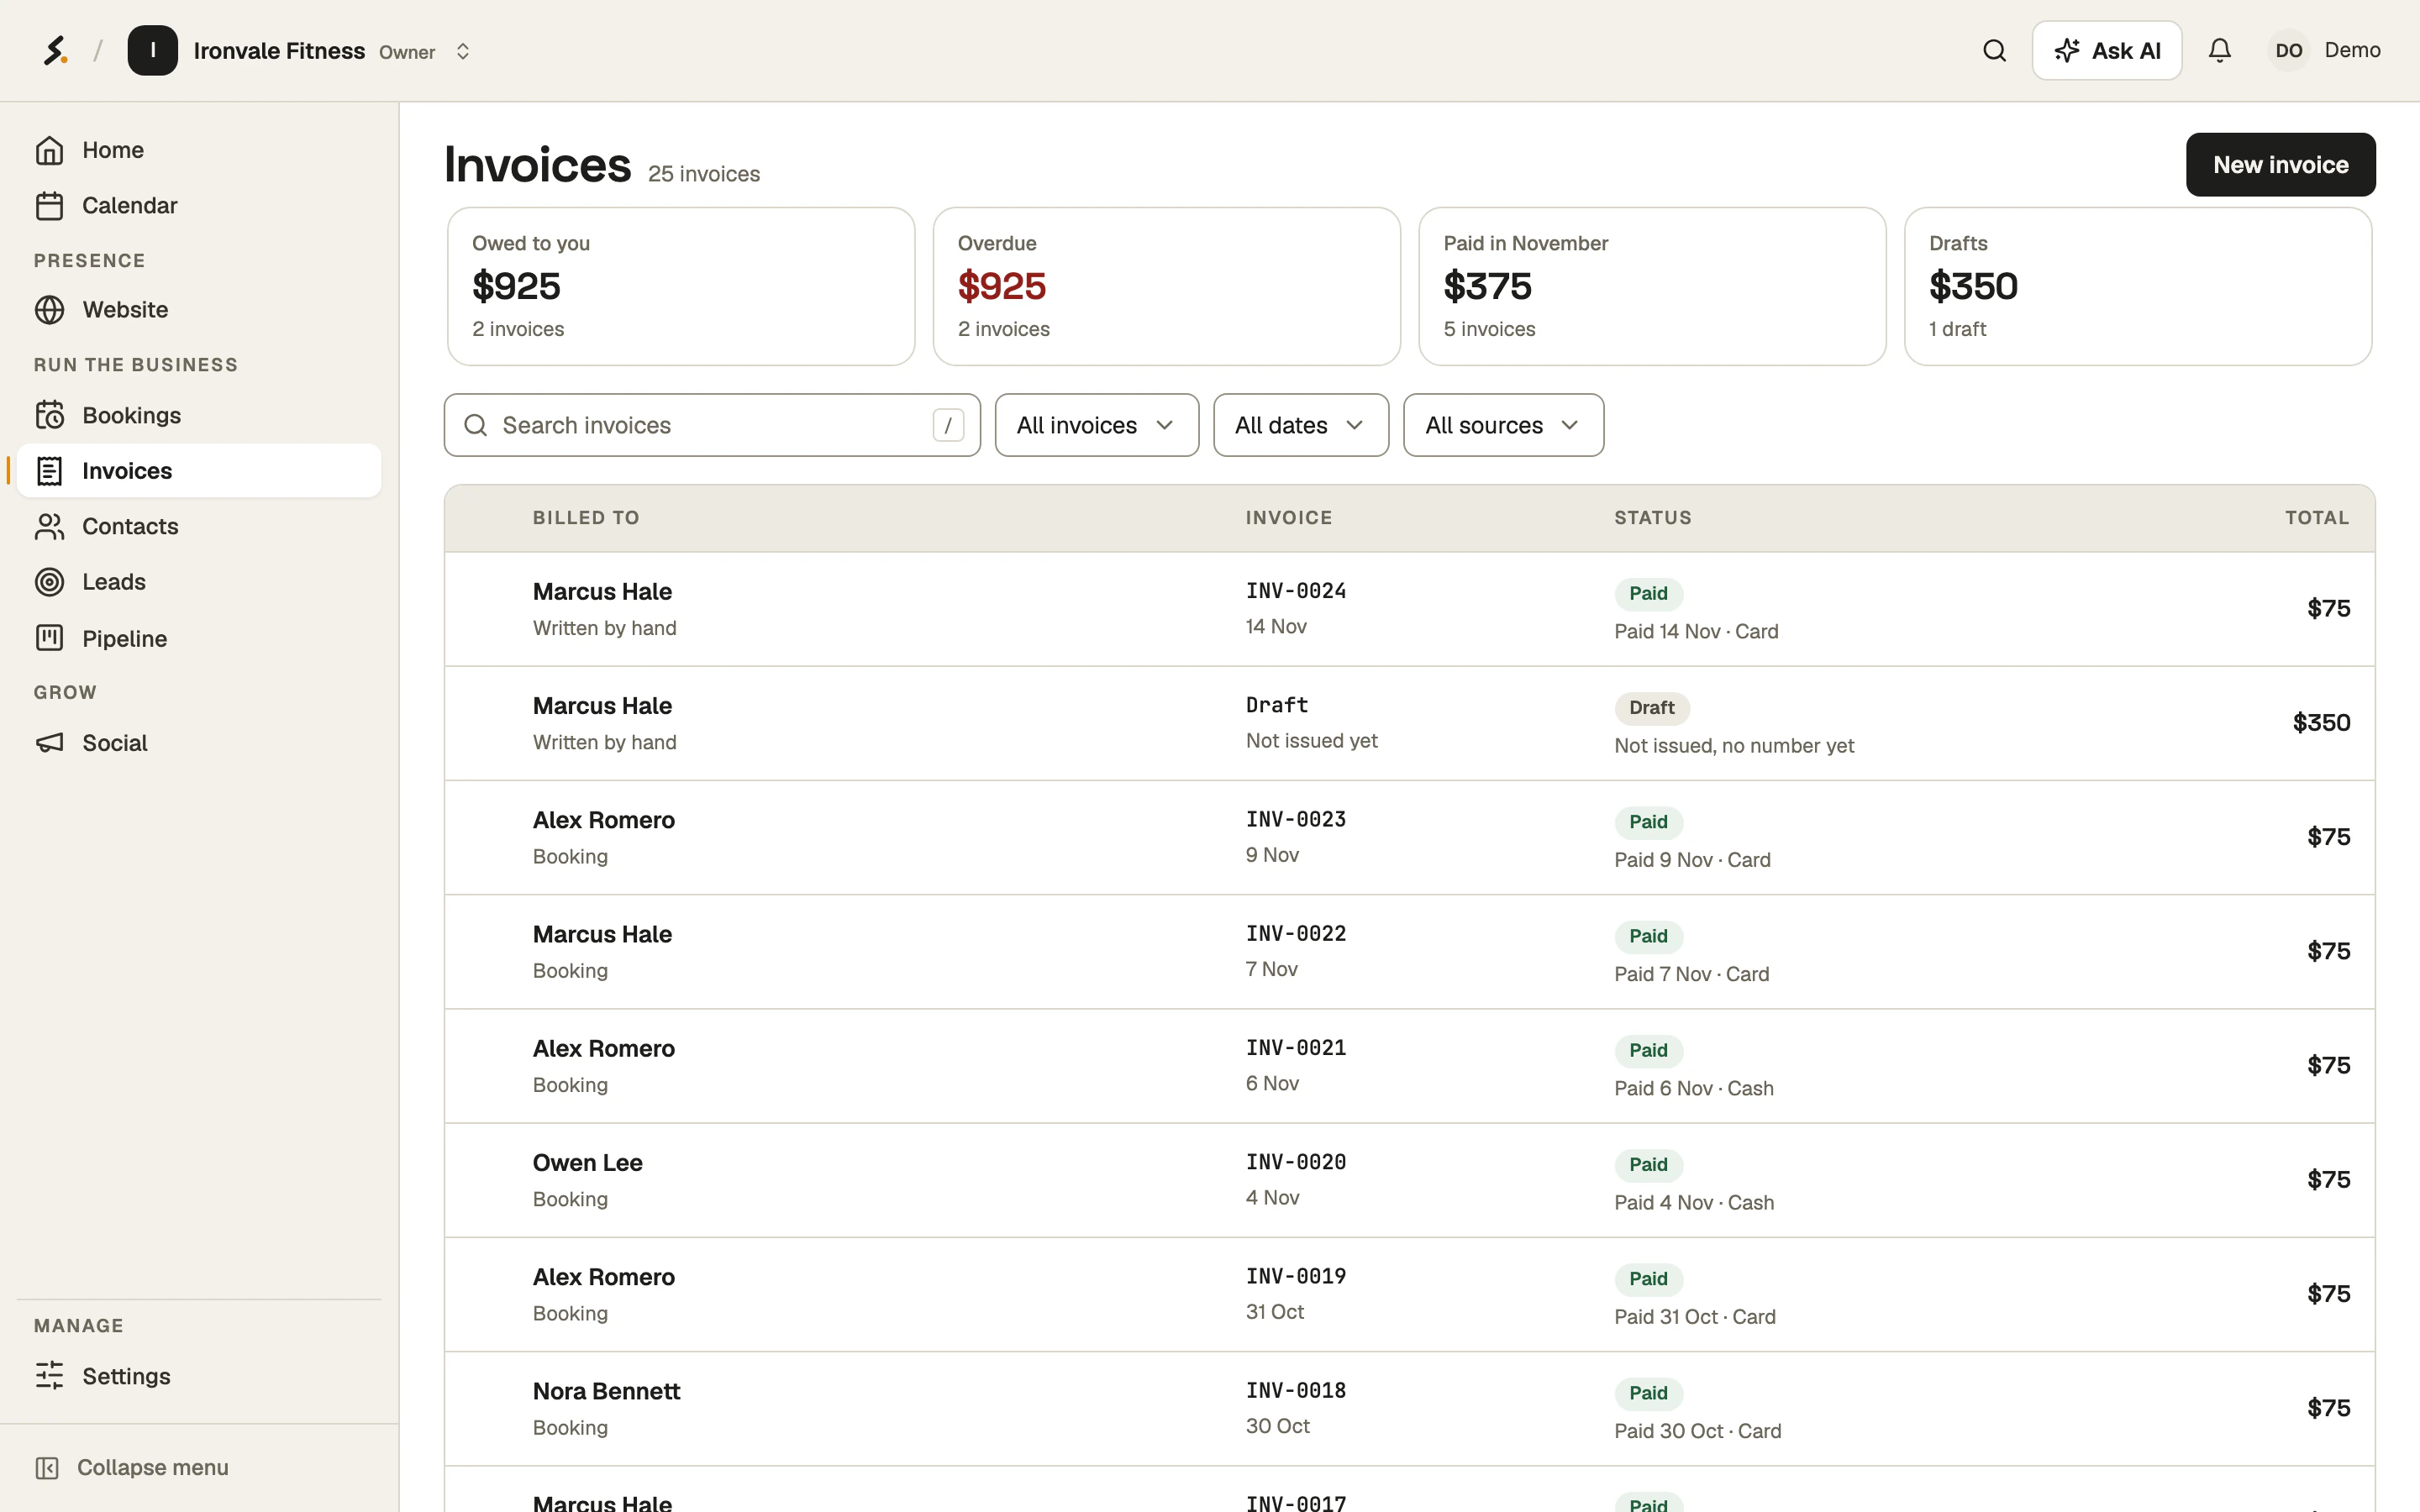 / I Ironvale Fitness Owner
Ask AI DO Demo
Home
Calendar
PRESENCE
Website
RUN THE BUSINESS
Bookings
Invoices
Contacts
Leads
Pipeline
GROW
Social
MANAGE
Settings
Collapse menu
Invoices 25 invoices
New invoice
Owed to you
$925
2 invoices
Overdue
$925
2 invoices
Paid in November
$375
5 invoices
Drafts
$350
1 draft
Search invoices /
All invoices
All dates
All sources
BILLED TO INVOICE STATUS TOTAL
Marcus Hale INV-0024 Paid $75
Written by hand 14 Nov Paid 14 Nov · Card
Marcus Hale Draft Draft $350
Written by hand Not issued yet Not issued, no number yet
Alex Romero INV-0023 Paid $75
Booking 9 Nov Paid 9 Nov · Card
Marcus Hale INV-0022 Paid $75
Booking 7 Nov Paid 7 Nov · Card
Alex Romero INV-0021 Paid $75
Booking 6 Nov Paid 6 Nov · Cash
Owen Lee INV-0020 Paid $75
Booking 4 Nov Paid 4 Nov · Cash
Alex Romero INV-0019 Paid $75
Booking 31 Oct Paid 31 Oct · Card
Nora Bennett INV-0018 Paid $75
Booking 30 Oct Paid 30 Oct · Card
Marcus Hale INV-0017 Paid